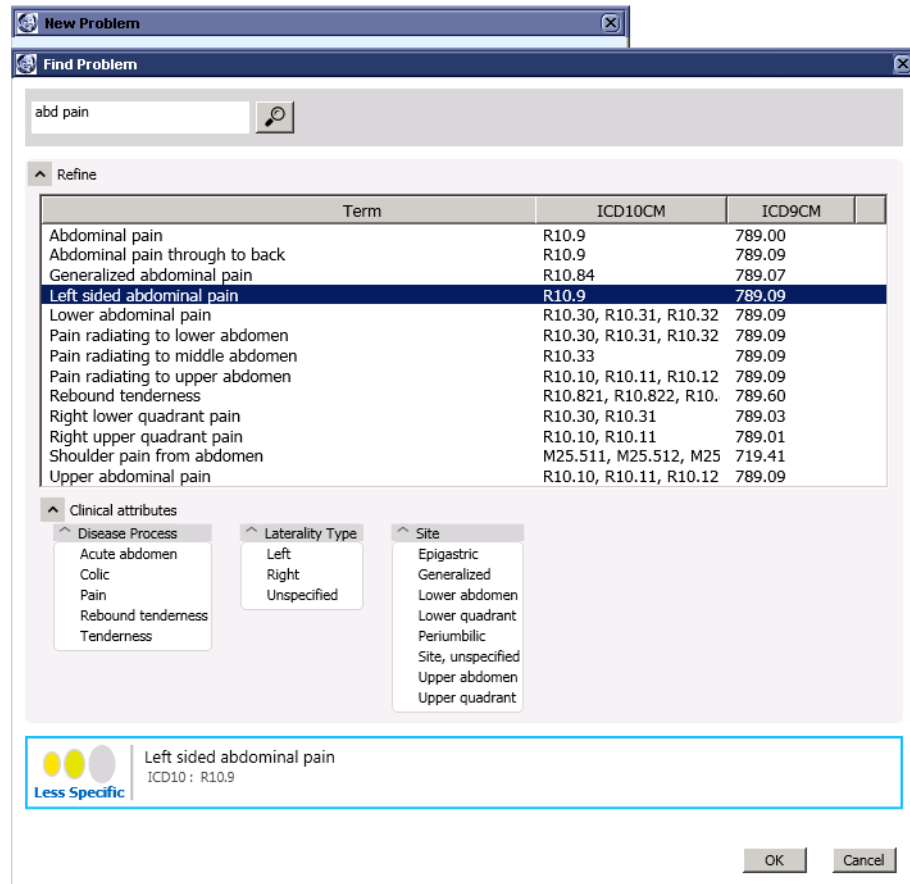 New Problem
Find Problem
abd pain
Refine
Term ICD10CM ICD9CM
Abdominal pain R10.9 789.00
Abdominal pain through to back R10.9 789.09
Generalized abdominal pain R10.84 789.07
Left sided abdominal pain R10.9 789.09
Lower abdominal pain R10.30, R10.31, R10.32 789.09
Pain radiating to lower abdomen R10.30, R10.31, R10.32 789.09
Pain radiating to middle abdomen R10.33 789.09
Pain radiating to upper abdomen R10.10, R10.11, R10.12 789.09
Rebound tenderness R10.821, R10.822, R10. 789.60
Right lower quadrant pain R10.30, R10.31 789.03
Right upper quadrant pain R10.10, R10.11 789.01
Shoulder pain from abdomen M25.511, M25.512, M25 719.41
Upper abdominal pain R10.10, R10.11, R10.12 789.09
Clinical attributes
Disease Process Laterality Type Site
Acute abdomen Left Epigastric
Colic Right Generalized
Pain Unspecified Lower abdomen
Rebound tenderness Lower quadrant
Tenderness Periumbilic
Site, unspecified
Upper abdomen
Upper quadrant
Left sided abdominal pain
ICD10 : R10.9
Less Specific
OK Cancel